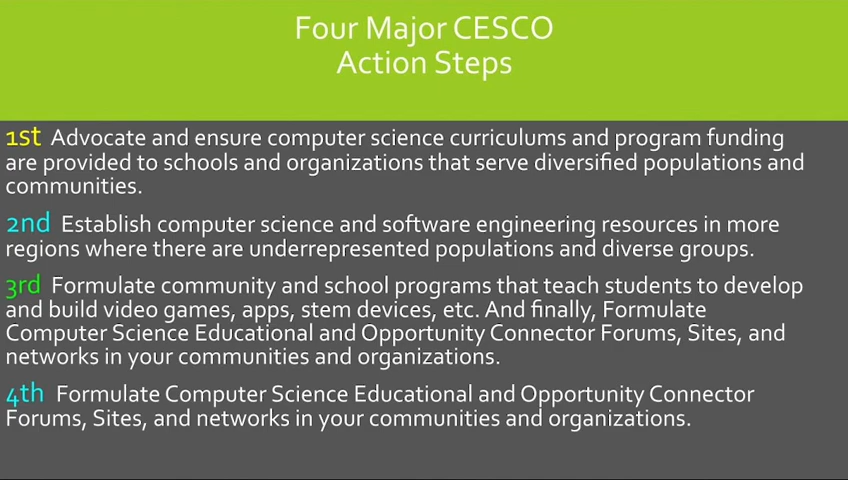 Four Major CESCO
Action Steps
1st Advocate and ensure computer science curriculums and program funding
are provided to schools and organizations that serve diversified populations and
communities.
2nd Establish computer science and software engineering resources in more
regions where there are underrepresented populations and diverse groups.
3rd Formulate community and school programs that teach students to develop
and build video games, apps, stem devices, etc. And finally, Formulate
Computer Science Educational and Opportunity Connector Forums, Sites, and
networks in your communities and organizations.
4th Formulate Computer Science Educational and Opportunity Connector
Forums, Sites, and networks in your communities and organizations.